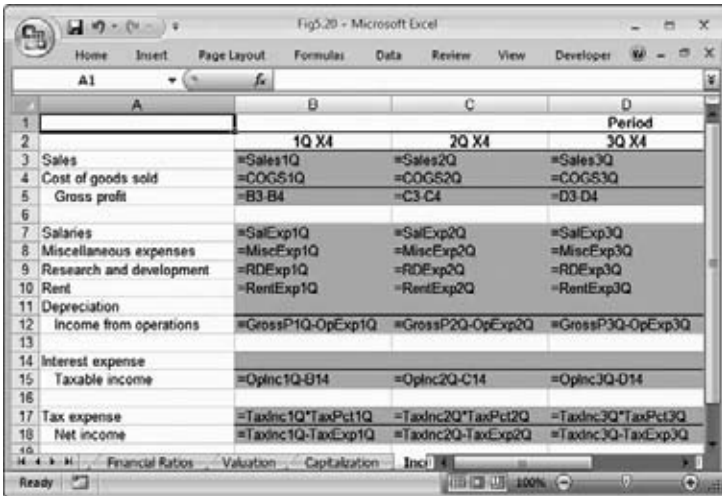 Fig5.20 - Microsoft Excel
Home Insert Page Layout Formulas Data Review View Developer
A1 fx
A B C D
1 Period
2 1Q X4 2Q X4 3Q X4
3 Sales =Sales1Q =Sales2Q =Sales3Q
4 Cost of goods sold =COGS1Q =COGS2Q =COGS3Q
5 Gross profit =B3-B4 =C3-C4 =D3-D4
6
7 Salaries =SalExp1Q =SalExp2Q =SalExp3Q
8 Miscellaneous expenses =MiscExp1Q =MiscExp2Q =MiscExp3Q
9 Research and development =RDExp1Q =RDExp2Q =RDExp3Q
10 Rent =RentExp1Q =RentExp2Q =RentExp3Q
11 Depreciation
12 Income from operations =GrossP1Q-OpExp1Q =GrossP2Q-OpExp2Q =GrossP3Q-OpExp3Q
13
14 Interest expense
15 Taxable income =OpInc1Q-B14 =OpInc2Q-C14 =OpInc3Q-D14
16
17 Tax expense =TaxInc1Q*TaxPct1Q =TaxInc2Q*TaxPct2Q =TaxInc3Q*TaxPct3Q
18 Net income =TaxInc1Q-TaxExp1Q =TaxInc2Q-TaxExp2Q =TaxInc3Q-TaxExp3Q
Financial Ratios Valuation Capitalization
Ready 100%